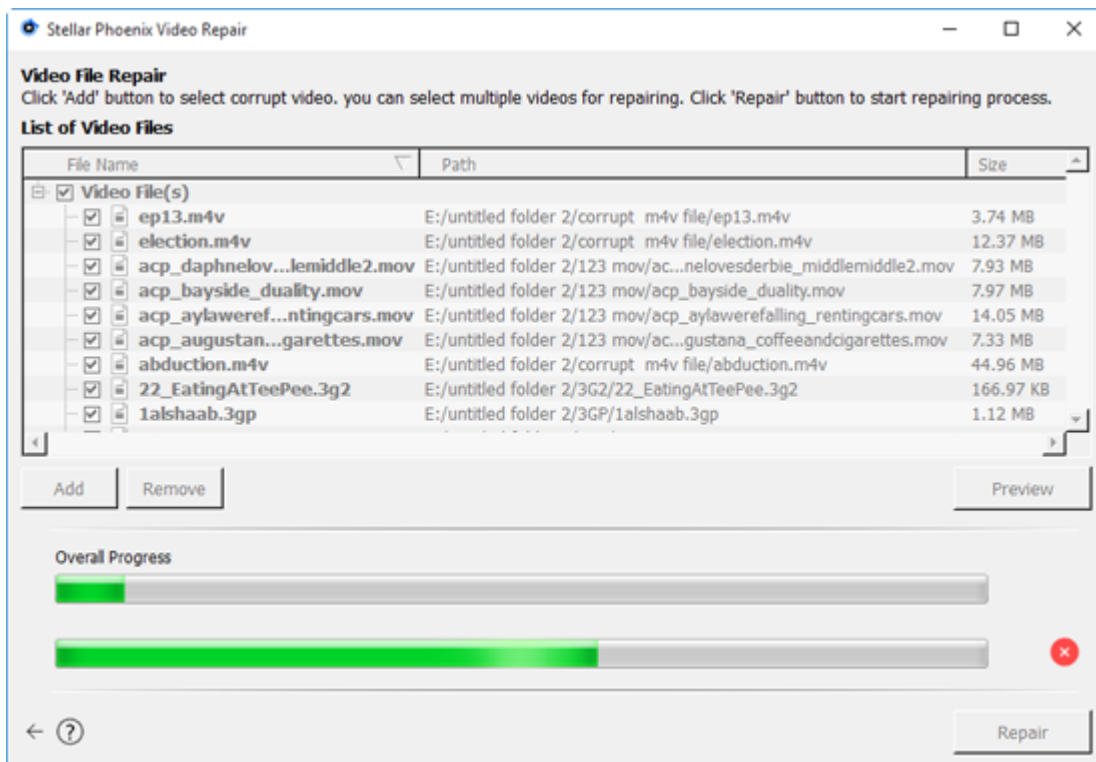 Stellar Phoenix Video Repair
Video File Repair
Click 'Add' button to select corrupt video. you can select multiple videos for repairing. Click 'Repair' button to start repairing process.
List of Video Files
File Name Path Size
Video File(s)
ep13.m4v E:/untitled folder 2/corrupt m4v file/ep13.m4v 3.74 MB
election.m4v E:/untitled folder 2/corrupt m4v file/election.m4v 12.37 MB
acp_daphnelov...lemiddle2.mov E:/untitled folder 2/123 mov/ac...nelovesderbie_middlemiddle2.mov 7.93 MB
acp_bayside_duality.mov E:/untitled folder 2/123 mov/acp_bayside_duality.mov 7.97 MB
acp_aylaweref...ntingcars.mov E:/untitled folder 2/123 mov/acp_aylawerefalling_rentingcars.mov 14.05 MB
acp_augustan...garettes.mov E:/untitled folder 2/123 mov/ac...gustana_coffeeandcigarettes.mov 7.33 MB
abduction.m4v E:/untitled folder 2/corrupt m4v file/abduction.m4v 44.96 MB
22_EatingAtTeePee.3g2 E:/untitled folder 2/3G2/22_EatingAtTeePee.3g2 166.97 KB
1alshaab.3gp E:/untitled folder 2/3GP/1alshaab.3gp 1.12 MB
Add Remove Preview
Overall Progress
Repair